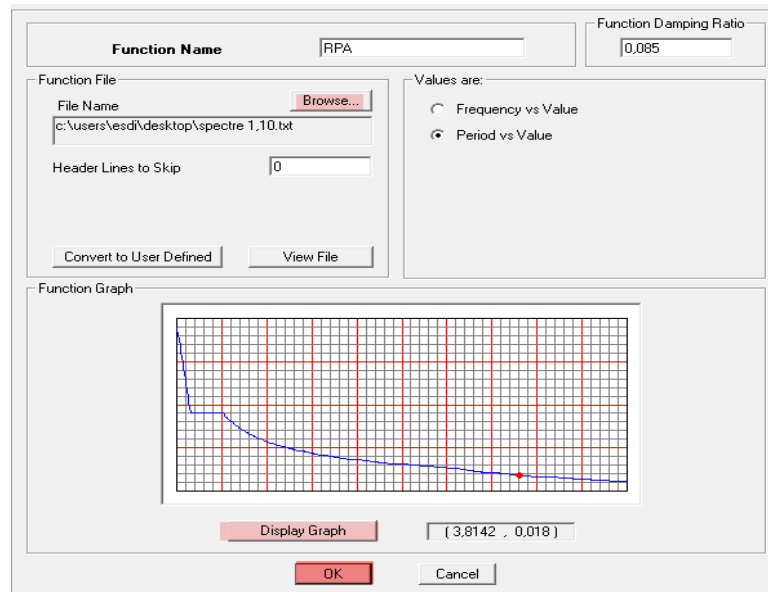 Function Damping Ratio
Function Name
RPA
0,085
Function File
Values are:
File Name
Browse...
c:\users\esdi\desktop\spectre 1,10.txt
Header Lines to Skip
0
Frequency vs Value
Period vs Value
Convert to User Defined
View File
Function Graph
Display Graph
( 3,8142 , 0,018 )
OK
Cancel